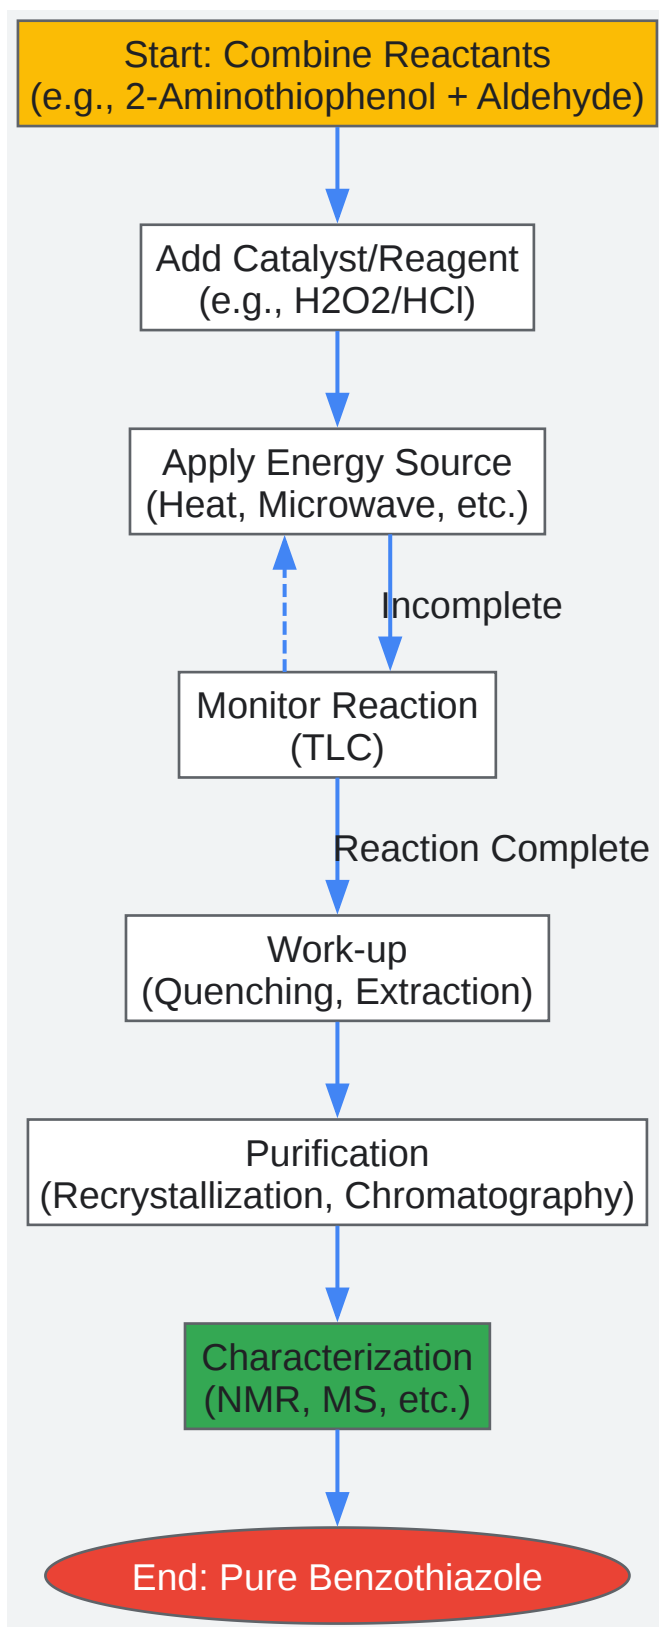 Start: Combine Reactants
(e.g., 2-Aminothiophenol + Aldehyde)
Add Catalyst/Reagent
(e.g., H2O2/HCl)
Apply Energy Source
(Heat, Microwave, etc.)
Incomplete
Monitor Reaction
(TLC)
Reaction Complete
Work-up
(Quenching, Extraction)
Purification
(Recrystallization, Chromatography)
Characterization
(NMR, MS, etc.)
End: Pure Benzothiazole